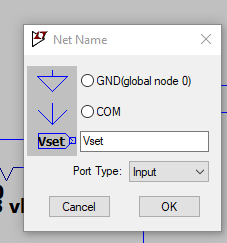 Net Name
GND(global node 0)
COM
Vset Vset
Port Type: Input
Cancel OK